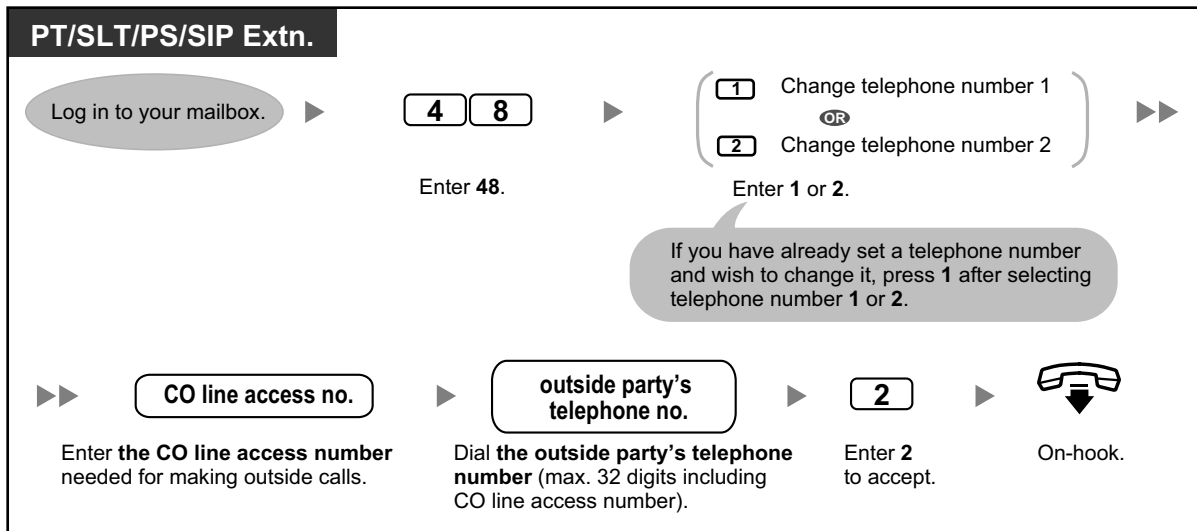 PT/SLT/PS/SIP Extn.
Log in to your mailbox.
4 8
Enter 48.
1 Change telephone number 1
OR
2 Change telephone number 2
Enter 1 or 2.
If you have already set a telephone number
and wish to change it, press 1 after selecting
telephone number 1 or 2.
CO line access no.
Enter the CO line access number
needed for making outside calls.
outside party's
telephone no.
Dial the outside party's telephone
number (max. 32 digits including
CO line access number).
2
Enter 2
to accept.
On-hook.